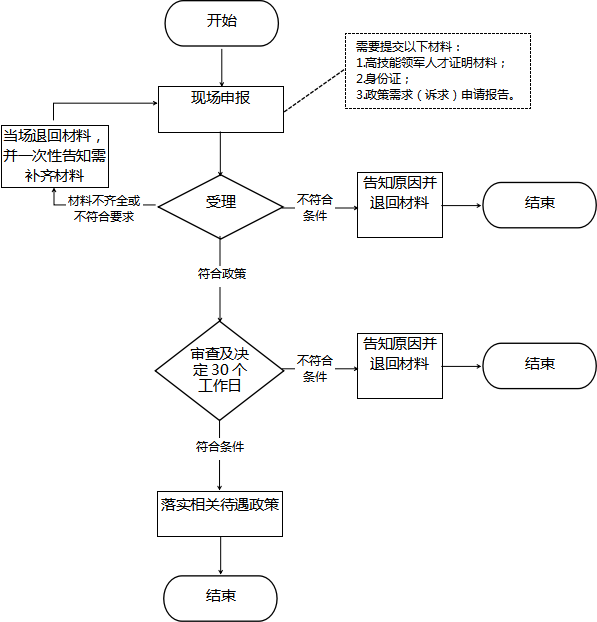 开始
需要提交以下材料：
1.高技能领军人才证明材料；
2.身份证；
3.政策需求（诉求）申请报告。
现场申报
当场退回材料，
并一次性告知需
补齐材料
材料不齐全或
不符合要求
受理
不符合
条件
告知原因并
退回材料
结束
符合政策
审查及决
定30个
工作日
不符合
条件
告知原因并
退回材料
结束
符合条件
落实相关待遇政策
结束